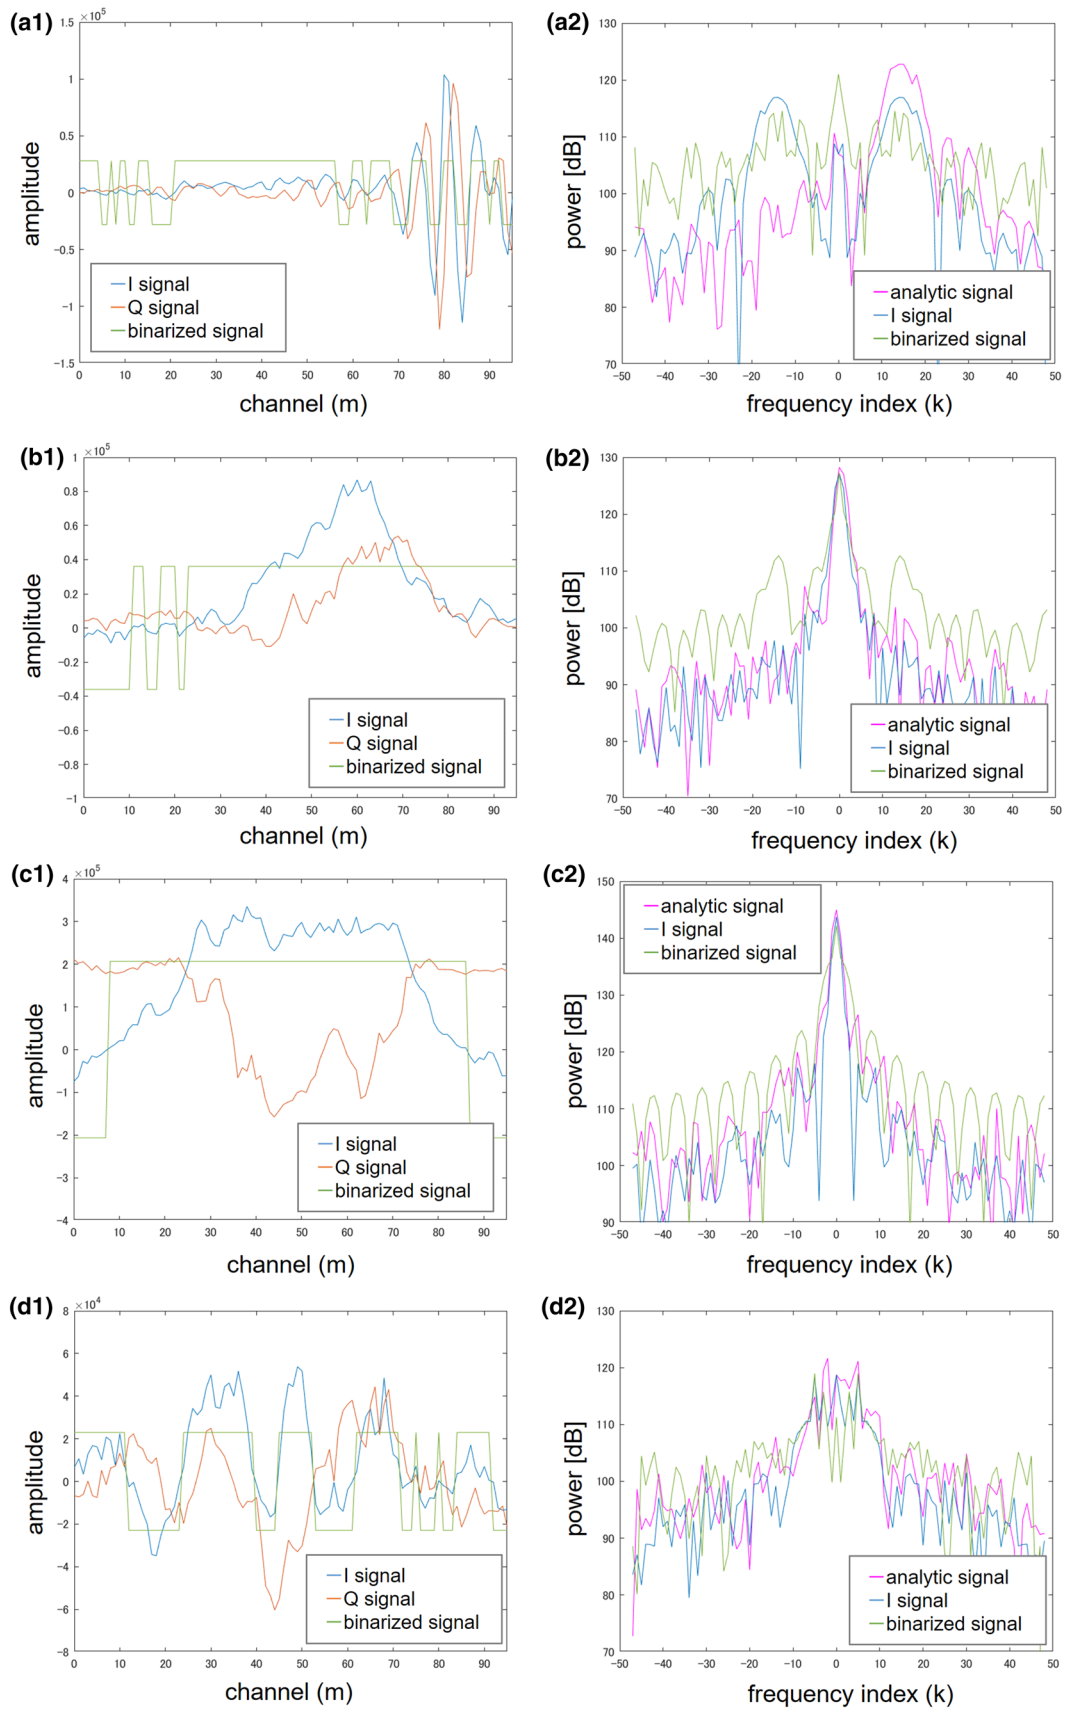 (a1)
×10⁵
1.5
1
0.5
0
−0.5
−1
−1.5
amplitude
I signal
Q signal
binarized signal
0 10 20 30 40 50 60 70 80 90
channel (m)
(a2)
130
120
110
100
90
80
70
power [dB]
analytic signal
I signal
binarized signal
−50 −40 −30 −20 −10 0 10 20 30 40 50
frequency index (k)
(b1)
×10⁵
1
0.8
0.6
0.4
0.2
0
−0.2
−0.4
−0.6
−0.8
−1
amplitude
I signal
Q signal
binarized signal
0 10 20 30 40 50 60 70 80 90
channel (m)
(b2)
130
120
110
100
90
80
70
power [dB]
analytic signal
I signal
binarized signal
−50 −40 −30 −20 −10 0 10 20 30 40 50
frequency index (k)
(c1)
×10⁵
4
3
2
1
0
−1
−2
−3
−4
amplitude
I signal
Q signal
binarized signal
0 10 20 30 40 50 60 70 80 90
channel (m)
(c2)
150
140
130
120
110
100
90
power [dB]
analytic signal
I signal
binarized signal
−50 −40 −30 −20 −10 0 10 20 30 40 50
frequency index (k)
(d1)
×10⁴
8
6
4
2
0
−2
−4
−6
−8
amplitude
I signal
Q signal
binarized signal
0 10 20 30 40 50 60 70 80 90
channel (m)
(d2)
130
120
110
100
90
80
70
power [dB]
analytic signal
I signal
binarized signal
−50 −40 −30 −20 −10 0 10 20 30 40 50
frequency index (k)